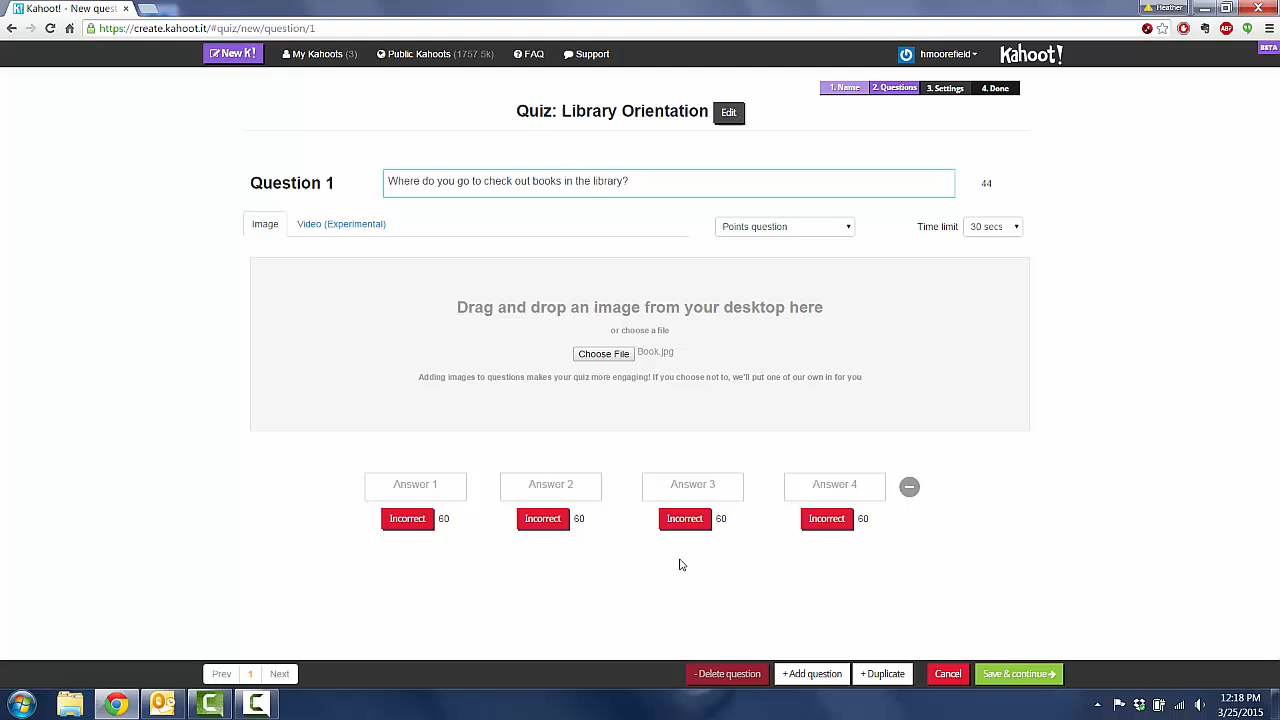 Kahoot! - New quest
Heather
https://create.kahoot.it/#quiz/new/question/1
ABP
New K!
My Kahoots (3)
Public Kahoots (1757.5k)
FAQ
Support
hmoorefield
Kahoot!
BETA
1. Name
2. Questions
3. Settings
4. Done
Quiz: Library Orientation
Edit
Question 1
Where do you go to check out books in the library?
44
Image
Video (Experimental)
Points question
Time limit
30 secs
Drag and drop an image from your desktop here
or choose a file
Choose File Book.jpg
Adding images to questions makes your quiz more engaging! If you choose not to, we'll put one of our own in for you
Answer 1
Answer 2
Answer 3
Answer 4
Incorrect 60
Incorrect 60
Incorrect 60
Incorrect 60
Prev
1
Next
- Delete question
+ Add question
+ Duplicate
Cancel
Save & continue
12:18 PM
3/25/2015